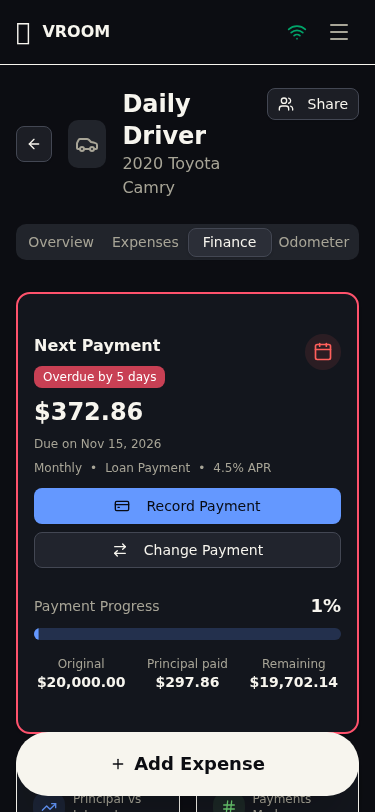 VROOM
Daily
Driver
2020 Toyota
Camry
Share
Overview Expenses Finance Odometer
Next Payment
Overdue by 5 days
$372.86
Due on Nov 15, 2026
Monthly • Loan Payment • 4.5% APR
Record Payment
Change Payment
Payment Progress 1%
Original Principal paid Remaining
$20,000.00 $297.86 $19,702.14
+ Add Expense
Principal vs
Payments